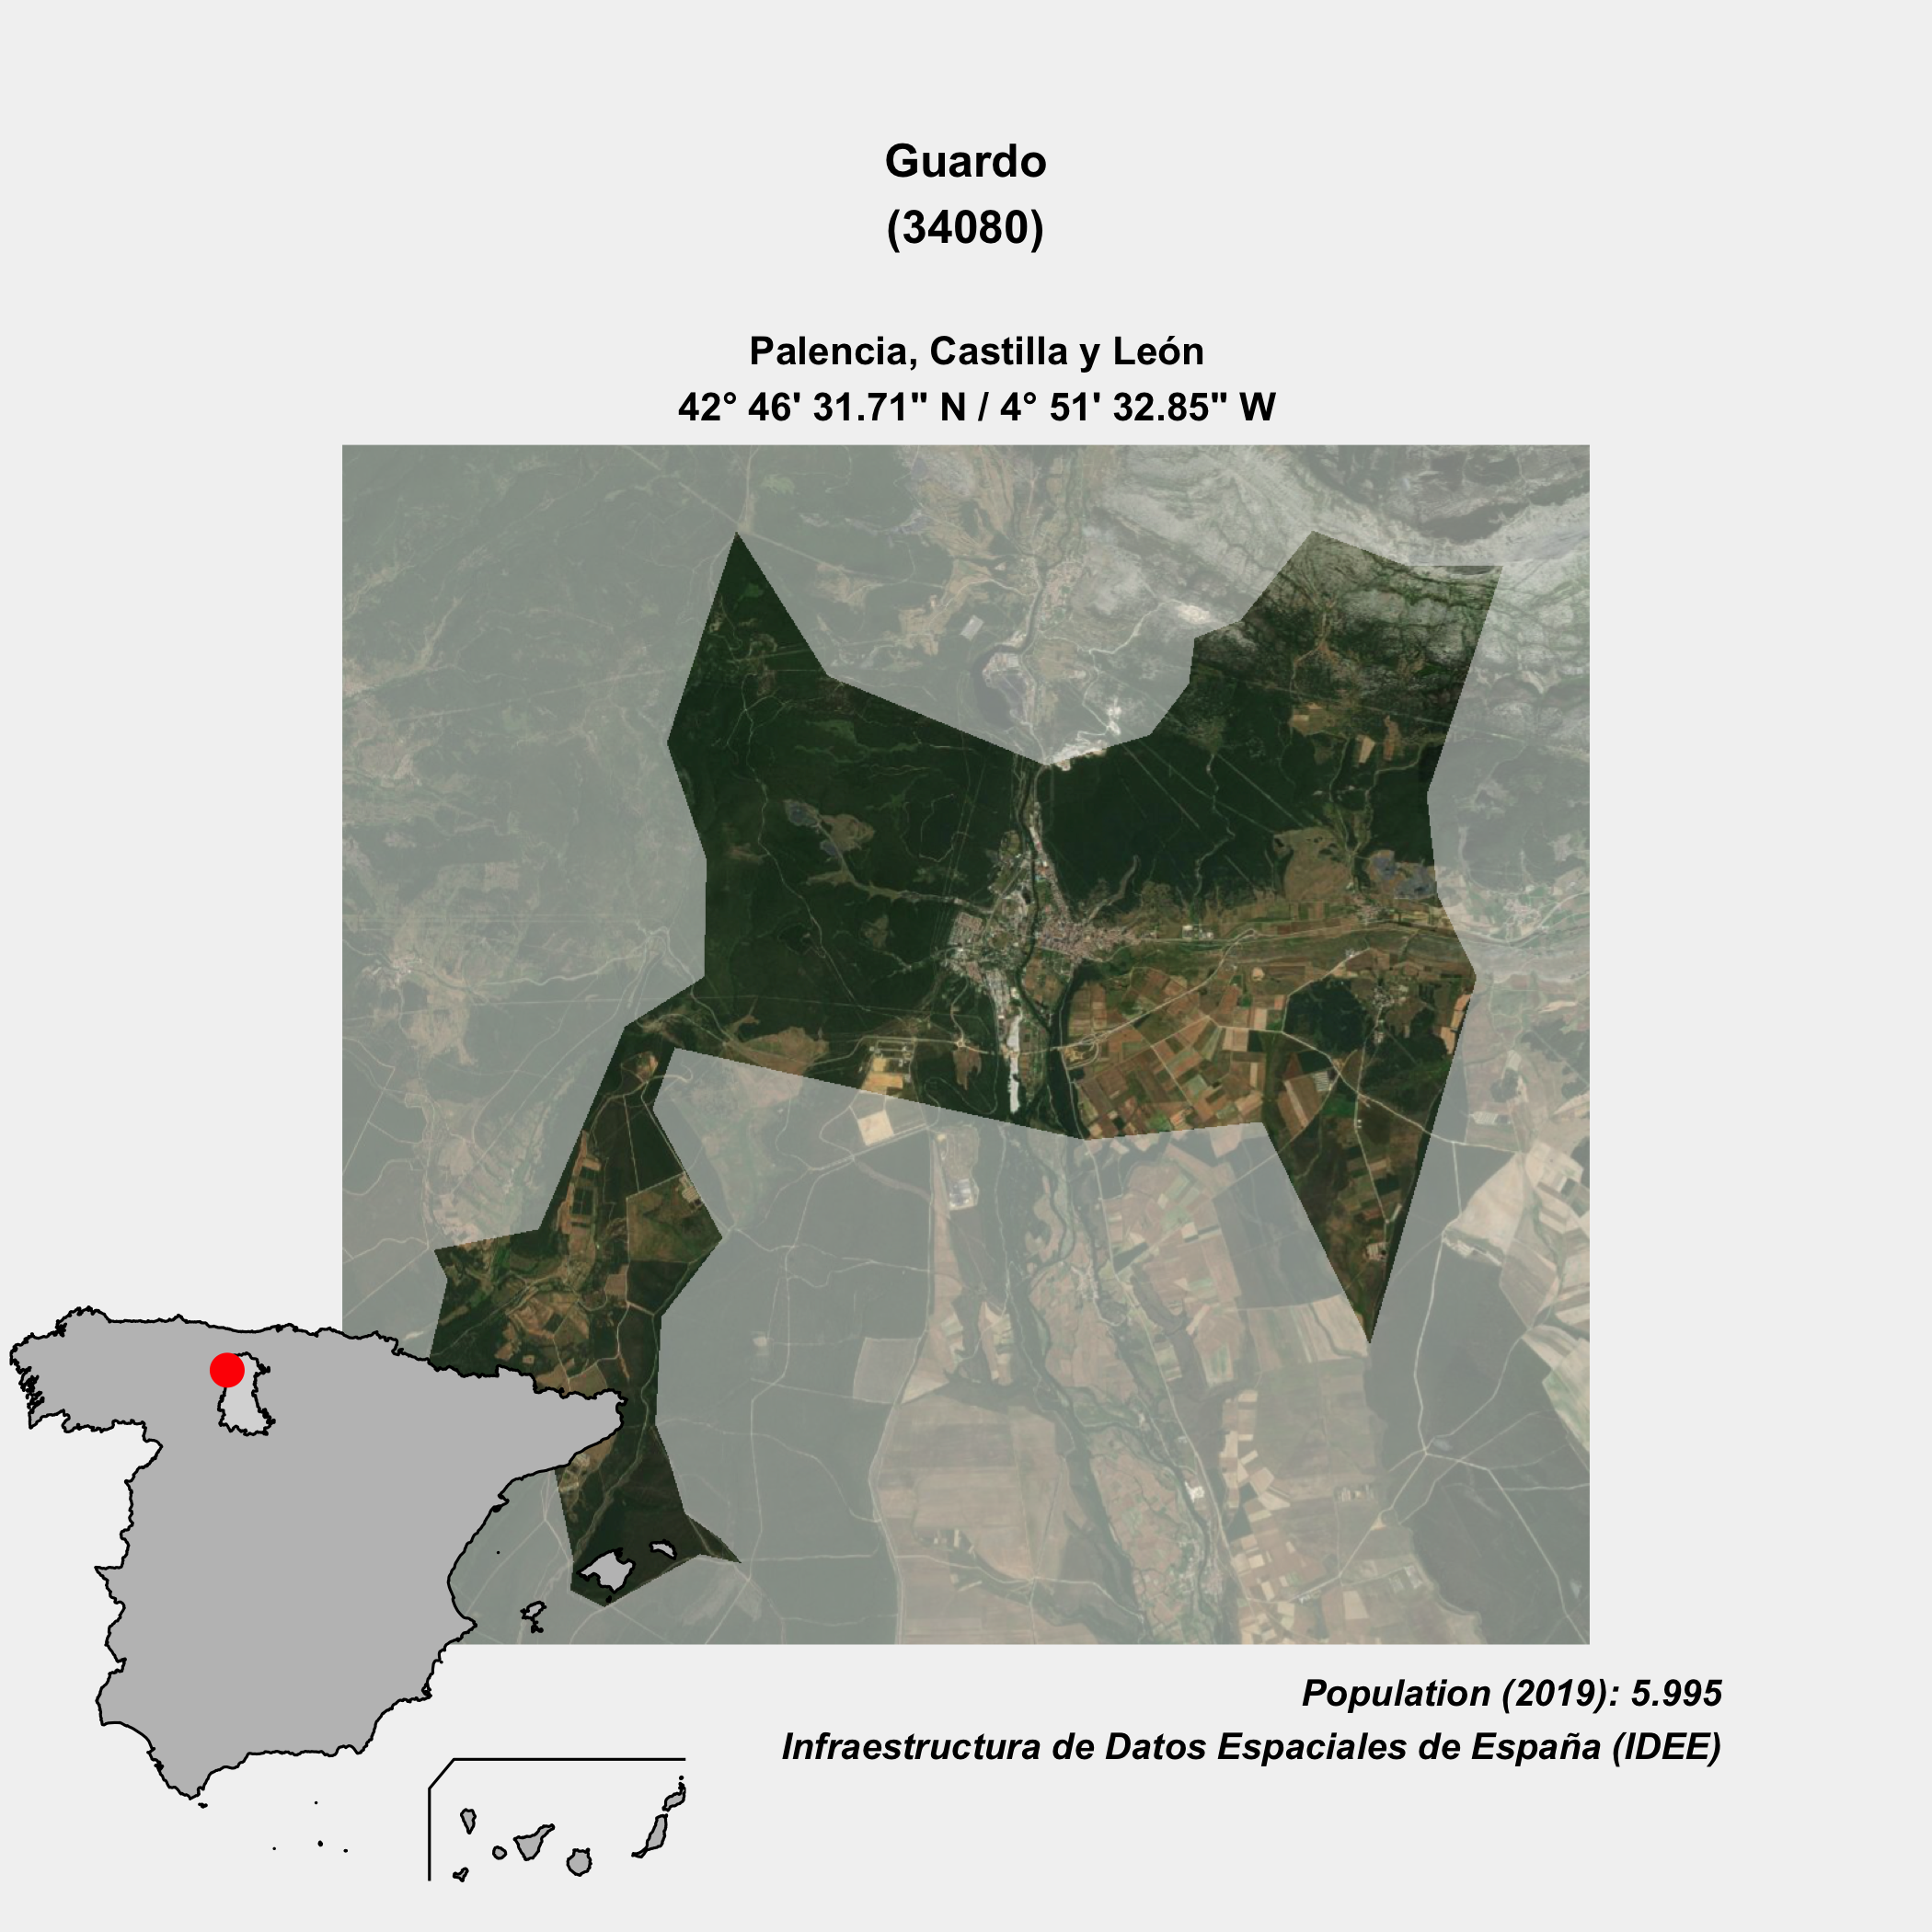 Guardo
(34080)
Palencia, Castilla y León
42° 46' 31.71" N / 4° 51' 32.85" W
Population (2019): 5.995
Infraestructura de Datos Espaciales de España (IDEE)